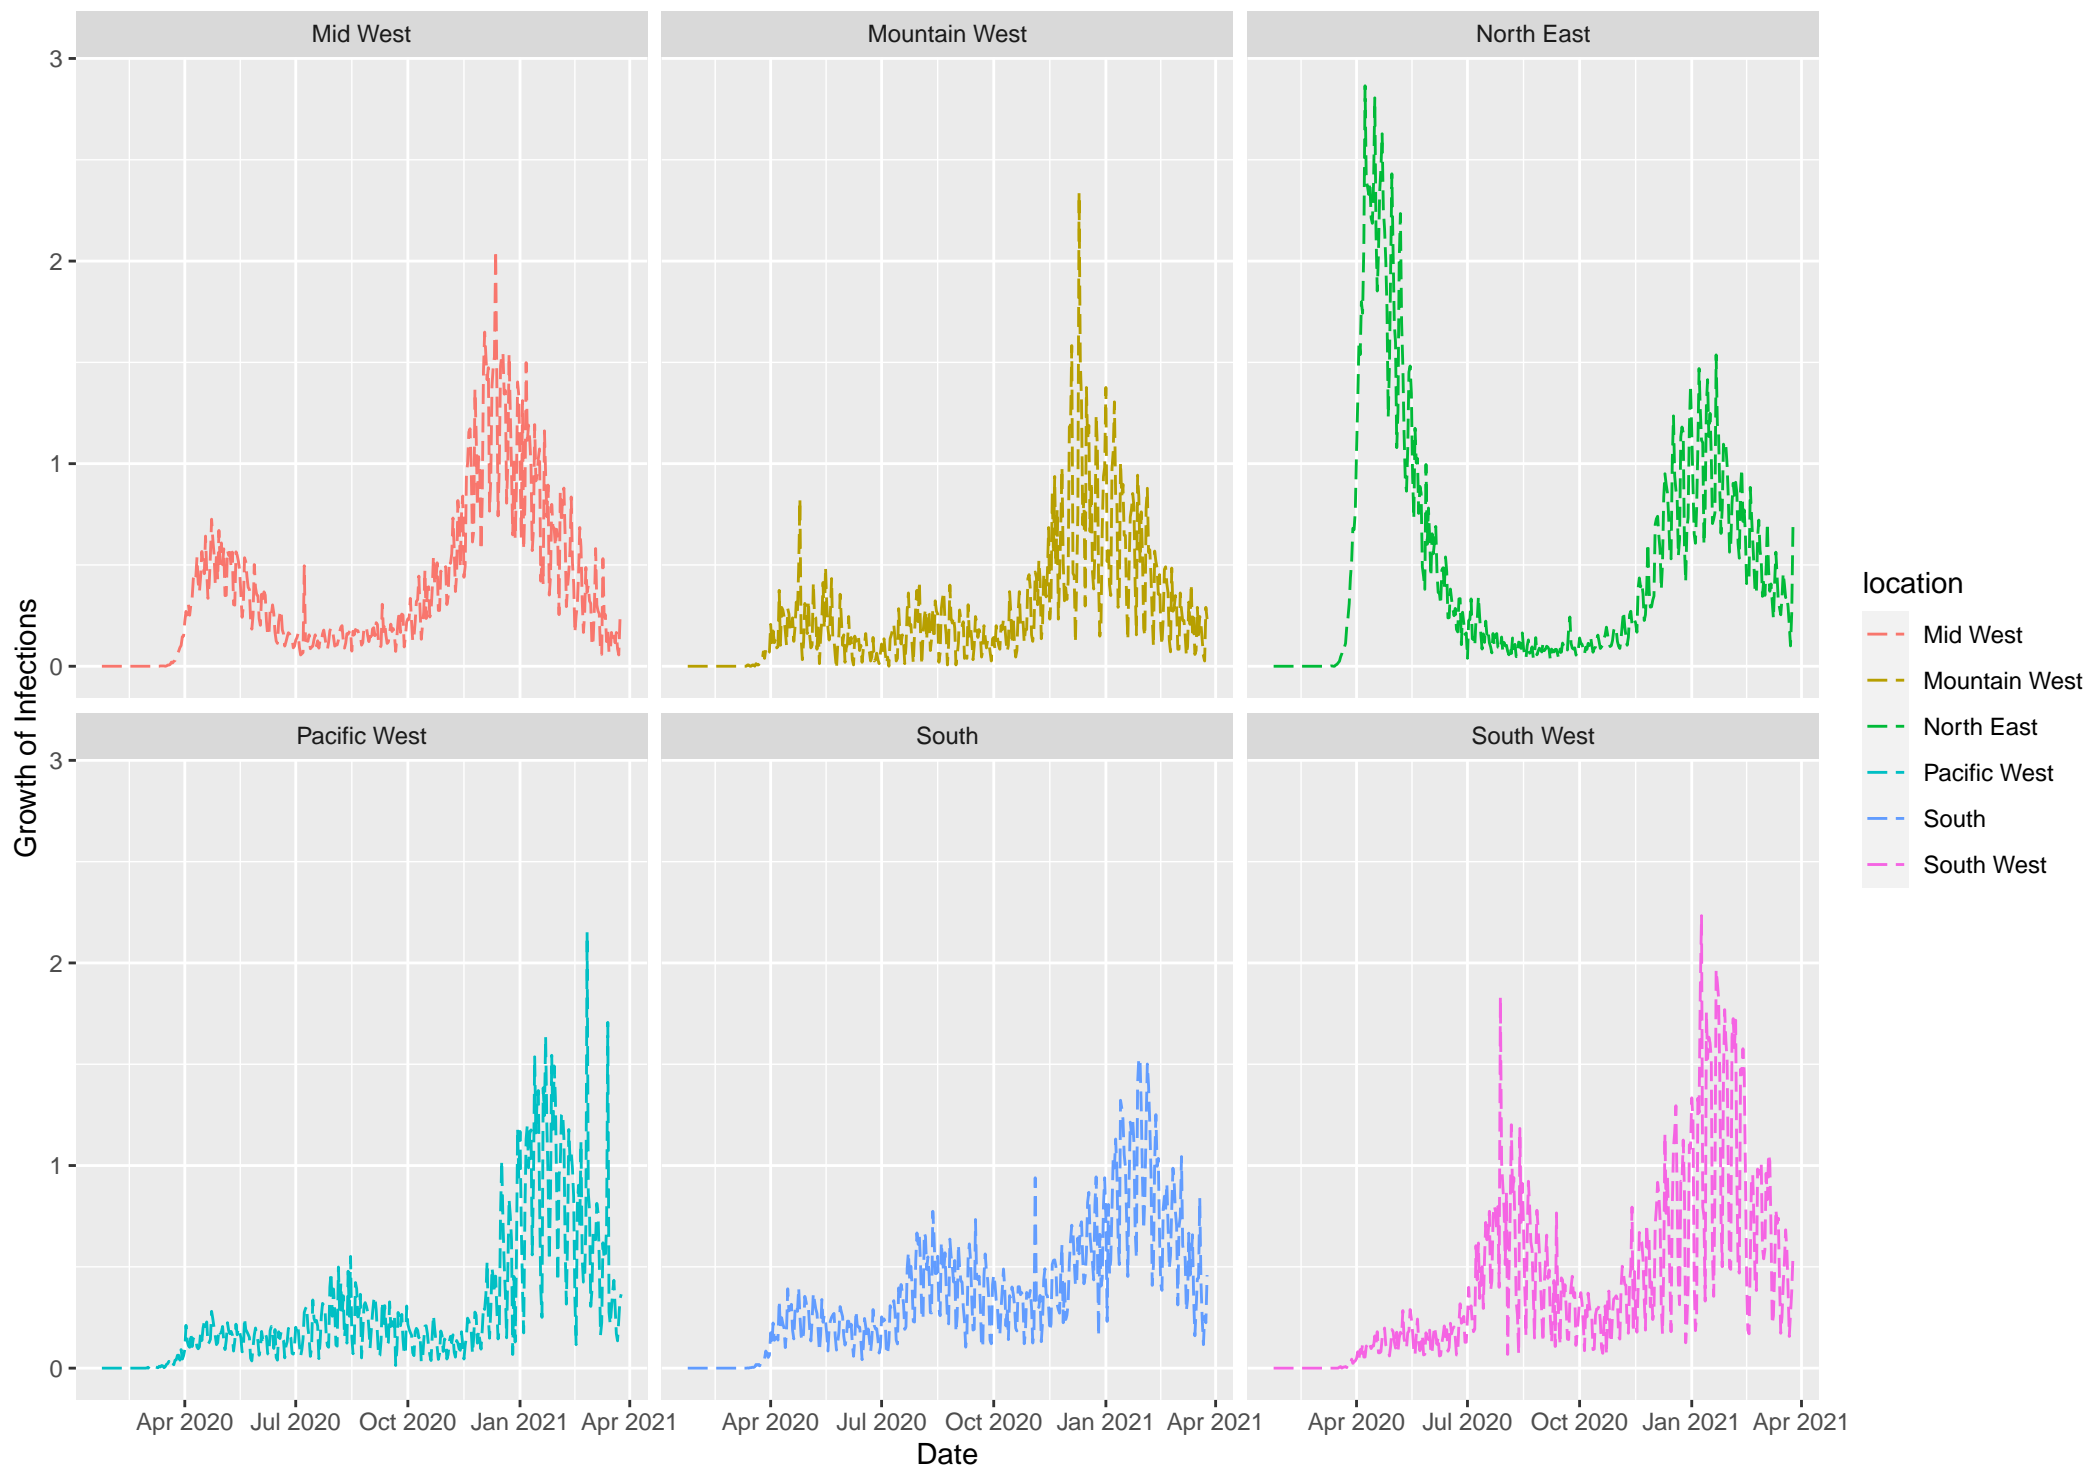 Mid West
Mountain West
North East
3
2
1
0
Pacific West
South
South West
3
2
1
0
Growth of Infections
Apr 2020 Jul 2020 Oct 2020 Jan 2021 Apr 2021
Apr 2020 Jul 2020 Oct 2020 Jan 2021 Apr 2021
Apr 2020 Jul 2020 Oct 2020 Jan 2021 Apr 2021
Date
location
Mid West
Mountain West
North East
Pacific West
South
South West